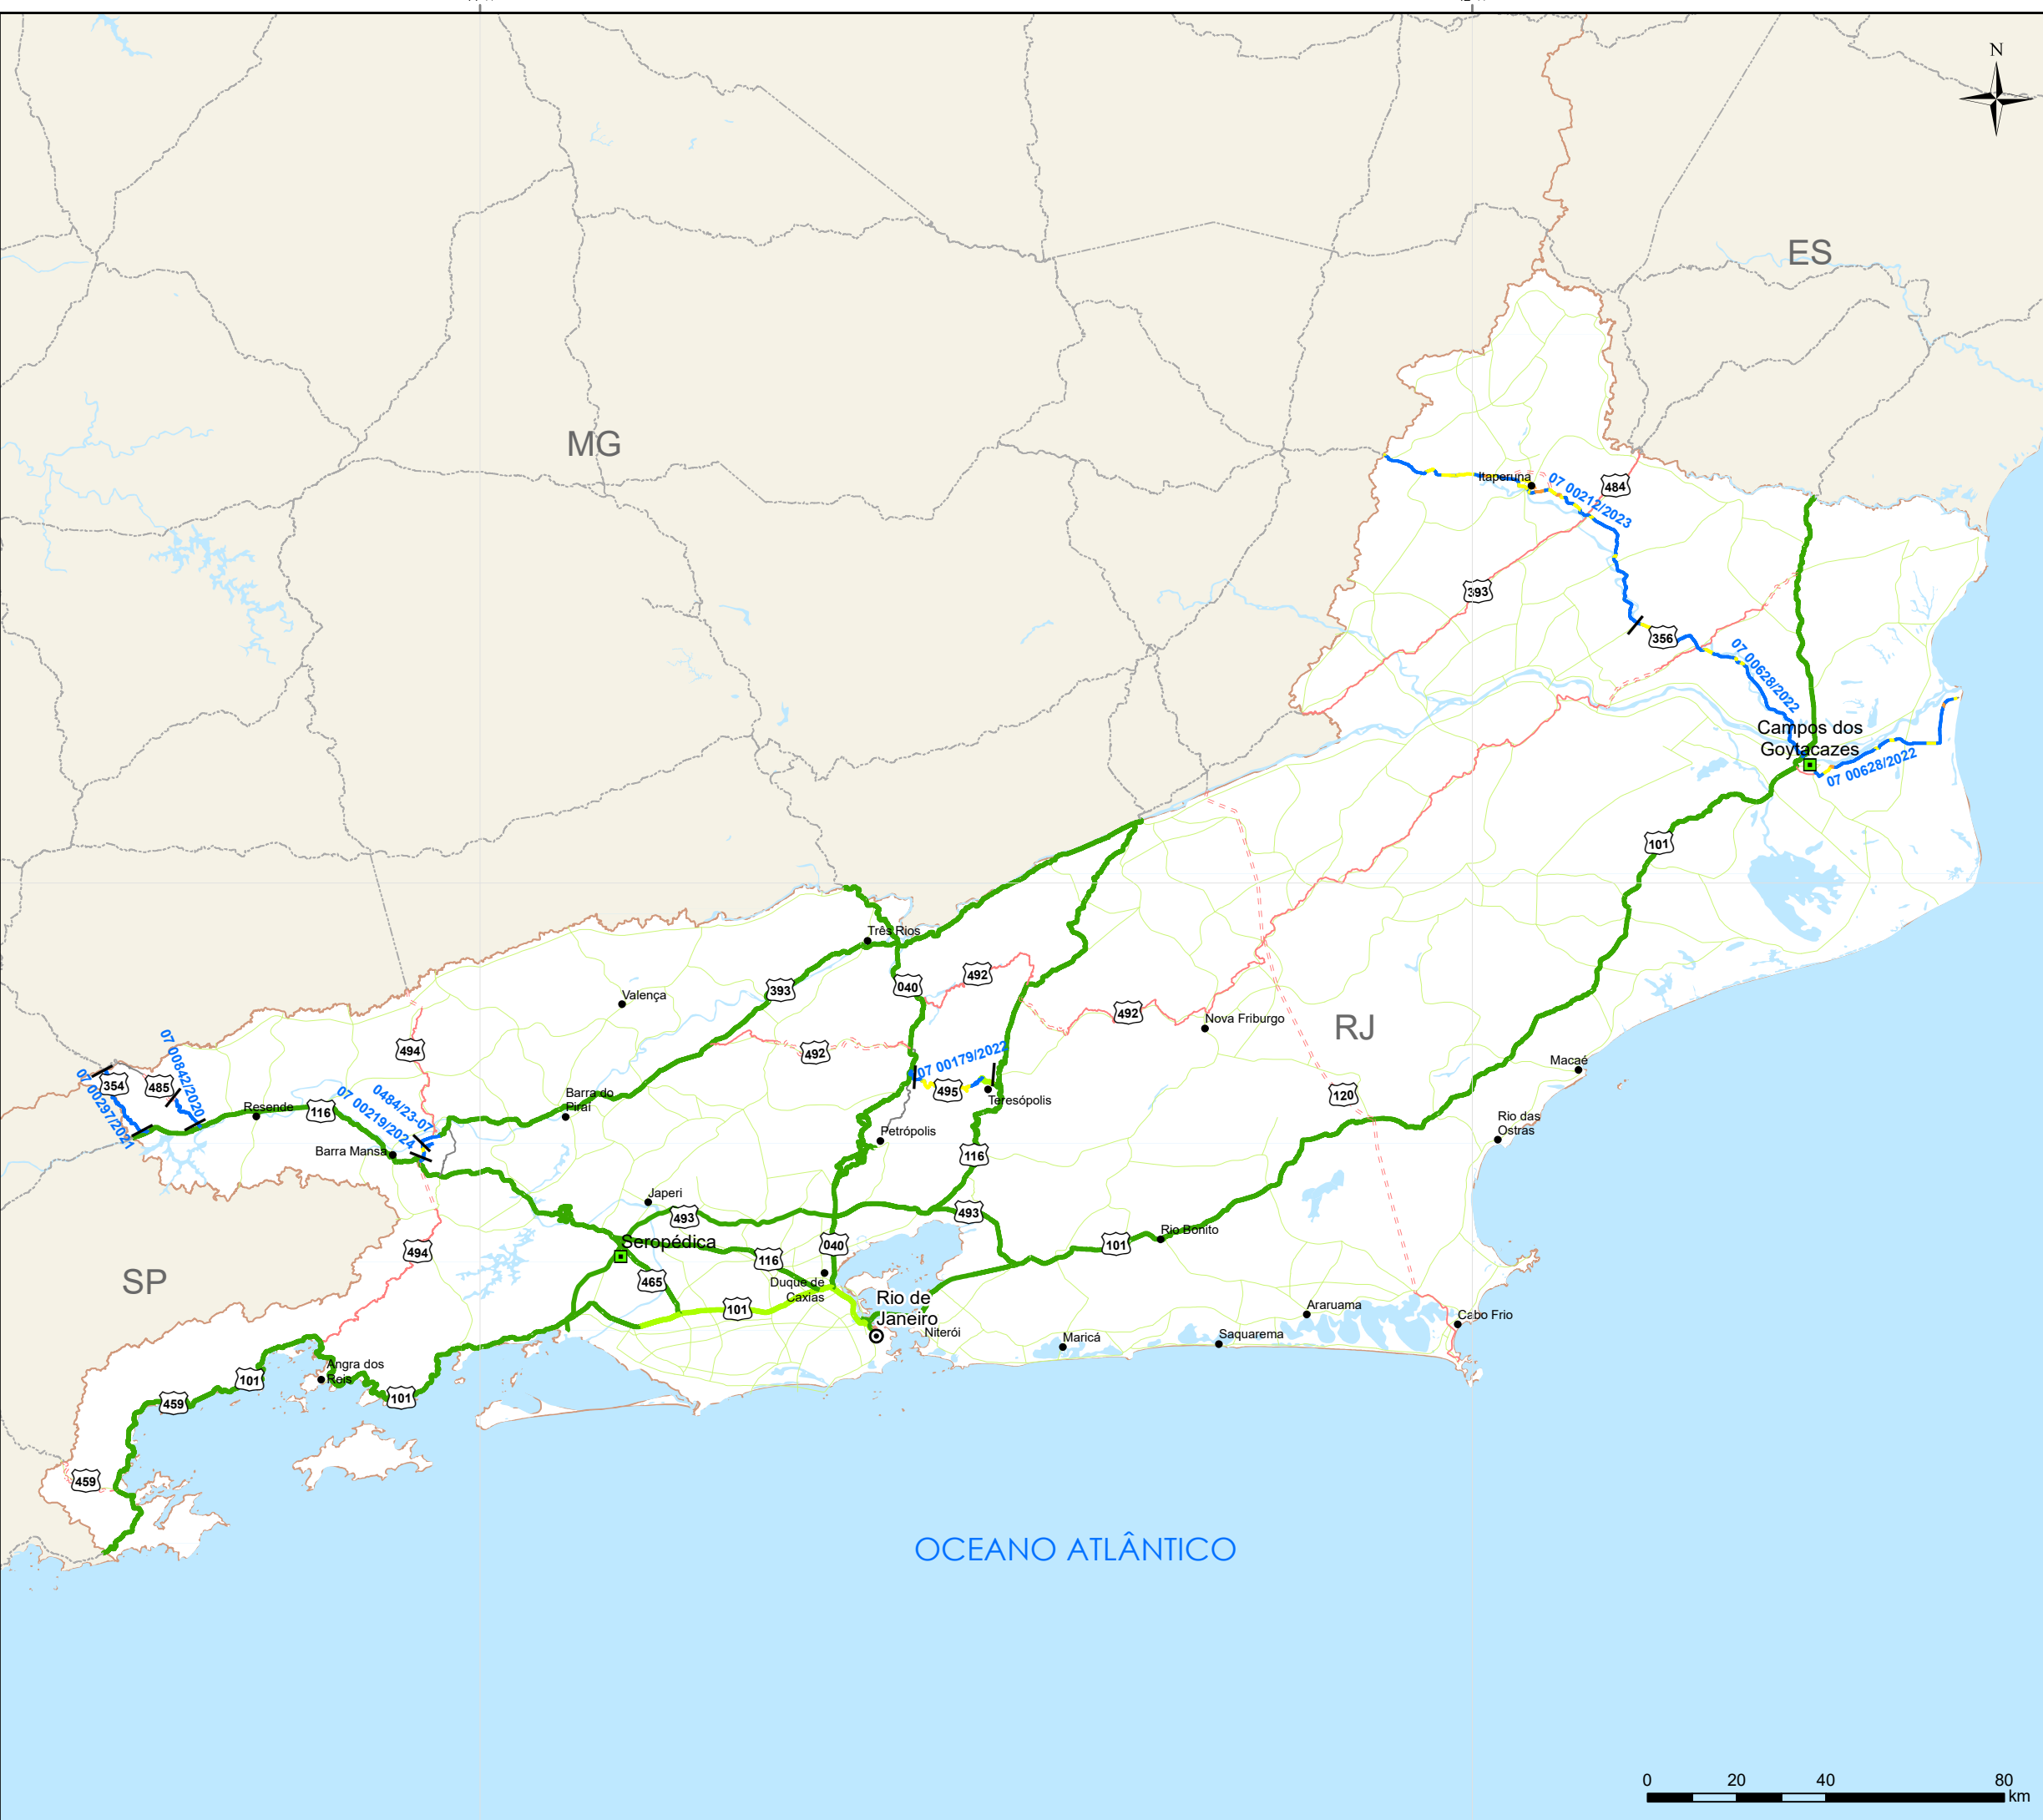 N
ES
MG
Itaperuna
07 00212/2023
484
393
356
07 00628/2022
Campos dos
Goytacazes
07 00628/2022
101
Três Rios
492
040
393
Valença
492
Nova Friburgo
RJ
494
492
07 00179/2022
Macaé
07 00842/2020
354
485
495
07 00297/2021
0484/23-07
Barra do
Piraí
Teresópolis
120
Resende
116
07 00219/2024
Rio das
Ostras
Petrópolis
Barra Mansa
116
Japeri
493
493
Rio Bonito
101
Seropédica
040
494
116
SP
465
Duque de
Caxias
Rio de
Janeiro
101
Niterói
Araruama
Cabo Frio
Maricá
Saquarema
Angra dos
Reis
101
101
459
459
OCEANO ATLÂNTICO
0 20 40 80
km